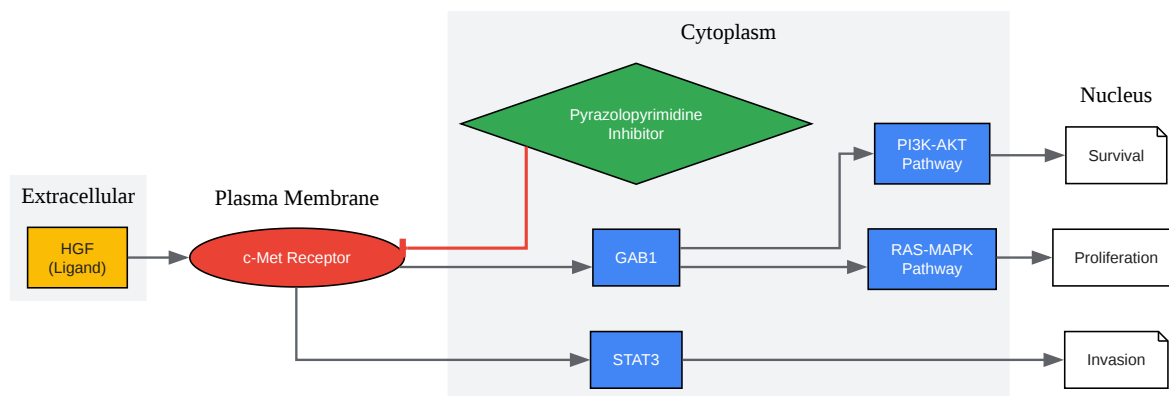 Cytoplasm
Pyrazolopyrimidine
Inhibitor
Nucleus
PI3K-AKT
Pathway
Survival
Extracellular
Plasma Membrane
HGF
(Ligand)
c-Met Receptor
GAB1
RAS-MAPK
Pathway
Proliferation
STAT3
Invasion